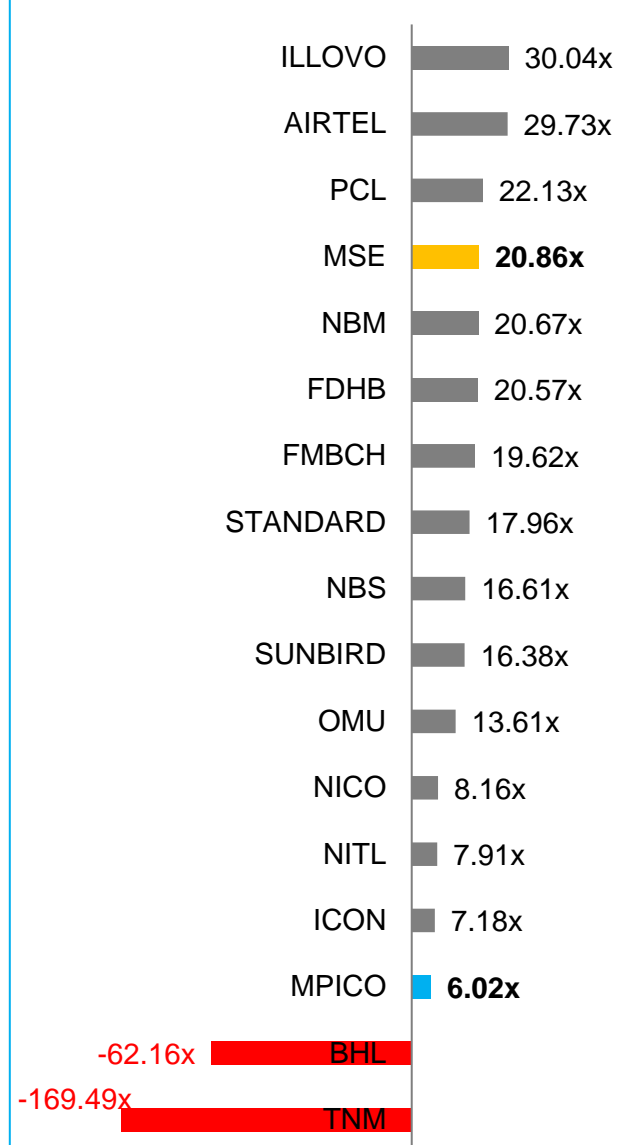 ILLOVO 30.04x
AIRTEL 29.73x
PCL 22.13x
MSE 20.86x
NBM 20.67x
FDHB 20.57x
FMBCH 19.62x
STANDARD 17.96x
NBS 16.61x
SUNBIRD 16.38x
OMU 13.61x
NICO 8.16x
NITL 7.91x
ICON 7.18x
MPICO 6.02x
-62.16x BHL
-169.49x TNM